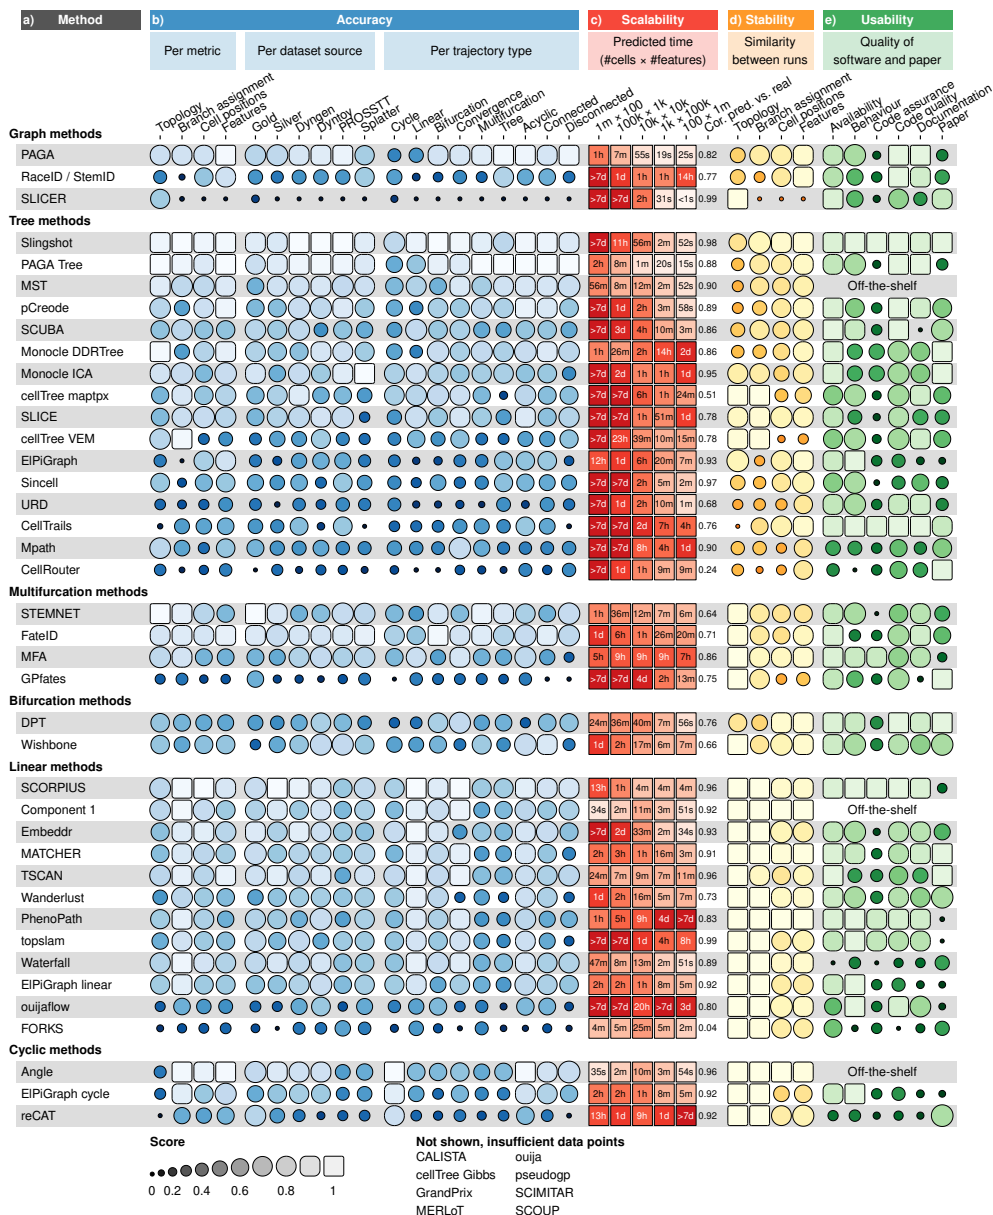 a) Method b) Accuracy c) Scalability d) Stability e) Usability
Per metric Per dataset source Per trajectory type Predicted time (#cells × #features) Similarity between runs Quality of software and paper
Topology Branch assignment Cell positions Features Gold Silver Dyngen Dyntoy PROSSTT Splatter Cycle Linear Bifurcation Convergence Multifurcation Tree Acyclic Connected Disconnected 1m × 100 100k × 1k 10k × 10k 1k × 100k 100 × 1m Cor. pred. vs. real Topology Branch assignment Cell positions Features Availability Behaviour Code assurance Code quality Documentation Paper
Graph methods
PAGA 1h 7m 55s 19s 25s 0.82
RaceID / StemID >7d 1d 1h 1h 14h 0.77
SLICER >7d >7d 2h 31s <1s 0.99
Tree methods
Slingshot >7d 11h 56m 2m 52s 0.98
PAGA Tree 2h 8m 1m 20s 15s 0.88
MST 56m 8m 12m 2m 52s 0.90 Off-the-shelf
pCreode >7d 1d 2h 3m 58s 0.89
SCUBA >7d 3d 4h 10m 3m 0.86
Monocle DDRTree 1h 26m 2h 14h 2d 0.86
Monocle ICA >7d 2d 1h 1h 1d 0.95
cellTree maptpx >7d >7d 6h 1h 24m 0.51
SLICE >7d >7d 1h 51m 1d 0.78
cellTree VEM >7d 23h 39m 10m 15m 0.78
ElPiGraph 12h 1d 6h 20m 7m 0.93
Sincell >7d >7d 2h 5m 2m 0.97
URD >7d 1d 2h 10m 1m 0.68
CellTrails >7d >7d 2d 7h 4h 0.76
Mpath >7d >7d 8h 4h 1d 0.90
CellRouter >7d 1d 1h 9m 9m 0.24
Multifurcation methods
STEMNET 1h 36m 12m 7m 6m 0.64
FateID 1d 6h 1h 26m 20m 0.71
MFA 5h 9h 9h 9h 7h 0.86
GPfates >7d >7d 4d 2h 13m 0.75
Bifurcation methods
DPT 24m 36m 40m 7m 56s 0.76
Wishbone 1d 2h 17m 6m 7m 0.66
Linear methods
SCORPIUS 13h 1h 4m 4m 4m 0.96
Component 1 34s 2m 11m 3m 51s 0.92 Off-the-shelf
Embeddr >7d 2d 33m 2m 34s 0.93
MATCHER 2h 3h 1h 16m 3m 0.91
TSCAN 24m 7m 9m 7m 11m 0.96
Wanderlust 1d 2h 16m 5m 7m 0.73
PhenoPath 1h 5h 9h 4d >7d 0.83
topslam >7d >7d 1d 4h 8h 0.99
Waterfall 47m 8m 13m 2m 51s 0.89
ElPiGraph linear 2h 2h 1h 8m 5m 0.92
ouijaflow >7d >7d 20h >7d 3d 0.80
FORKS 4m 5m 25m 5m 2m 0.04
Cyclic methods
Angle 35s 2m 10m 3m 54s 0.96 Off-the-shelf
ElPiGraph cycle 2h 2h 1h 8m 5m 0.92
reCAT 13h 1d 9h 1d >7d 0.92
Score
0 0.2 0.4 0.6 0.8 1
Not shown, insufficient data points
CALISTA ouija
cellTree Gibbs pseudogp
GrandPrix SCIMITAR
MERLoT SCOUP